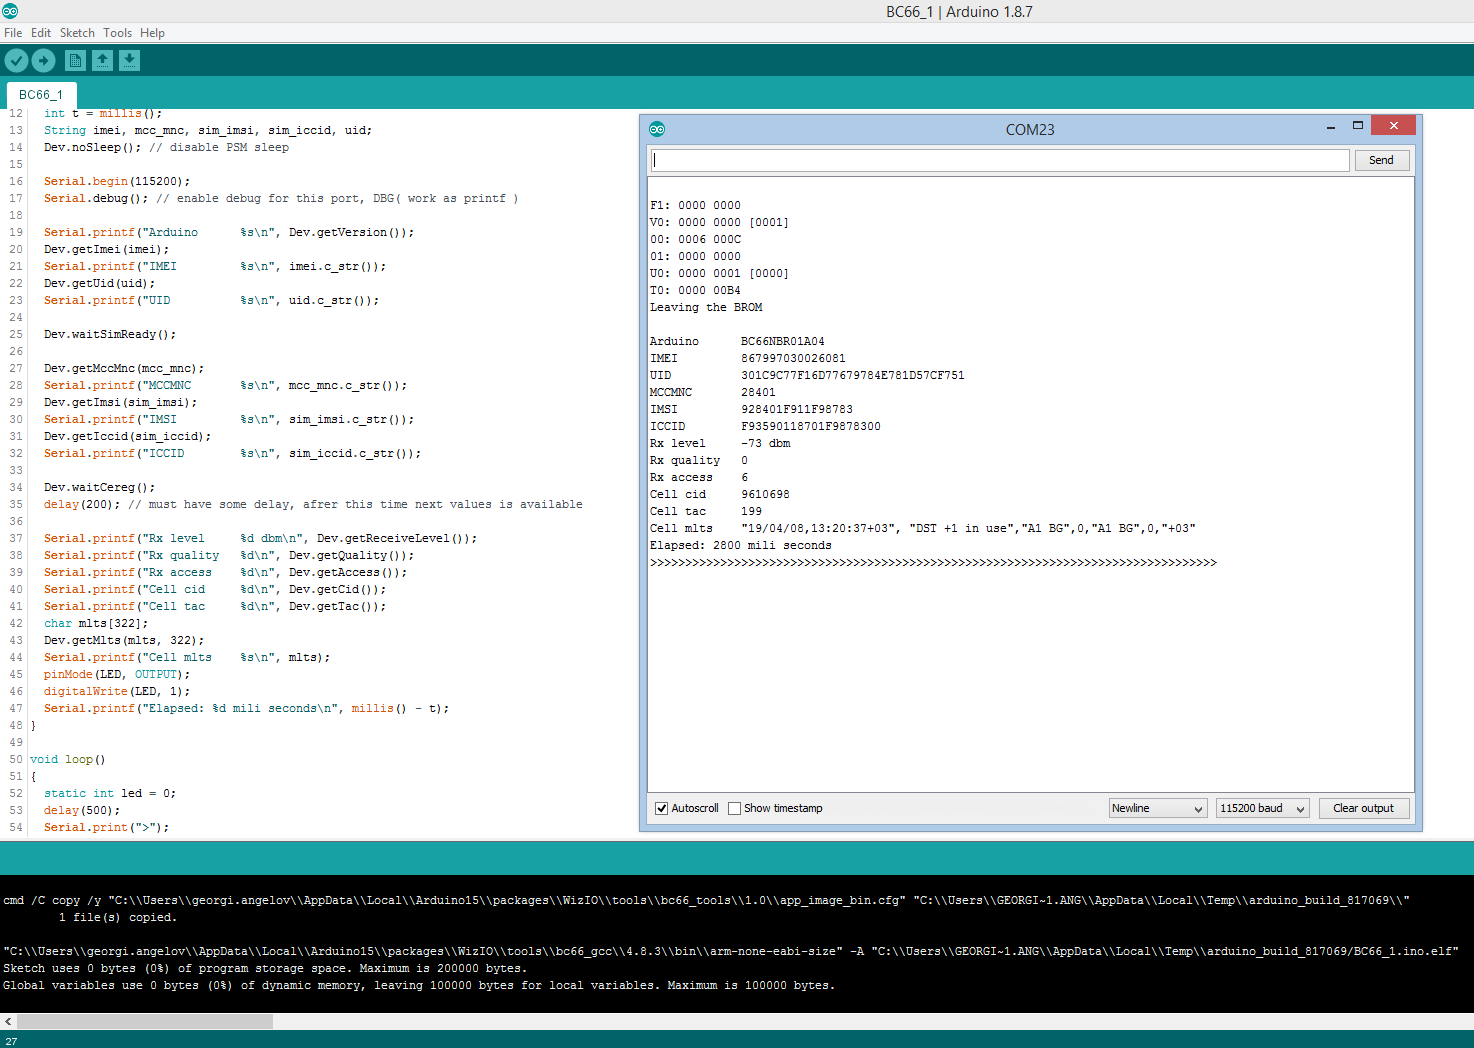 BC66_1 | Arduino 1.8.7
File Edit Sketch Tools Help
BC66_1
12 int t = millis();
13 String imei, mcc_mnc, sim_imsi, sim_iccid, uid;
14 Dev.noSleep(); // disable PSM sleep
15
16 Serial.begin(115200);
17 Serial.debug(); // enable debug for this port, DBG( work as printf )
18
19 Serial.printf("Arduino      %s\n", Dev.getVersion());
20 Dev.getImei(imei);
21 Serial.printf("IMEI         %s\n", imei.c_str());
22 Dev.getUid(uid);
23 Serial.printf("UID          %s\n", uid.c_str());
24
25 Dev.waitSimReady();
26
27 Dev.getMccMnc(mcc_mnc);
28 Serial.printf("MCCMNC       %s\n", mcc_mnc.c_str());
29 Dev.getImsi(sim_imsi);
30 Serial.printf("IMSI         %s\n", sim_imsi.c_str());
31 Dev.getIccid(sim_iccid);
32 Serial.printf("ICCID        %s\n", sim_iccid.c_str());
33
34 Dev.waitCereg();
35 delay(200); // must have some delay, afrer this time next values is available
36
37 Serial.printf("Rx level     %d dbm\n", Dev.getReceiveLevel());
38 Serial.printf("Rx quality   %d\n", Dev.getQuality());
39 Serial.printf("Rx access    %d\n", Dev.getAccess());
40 Serial.printf("Cell cid     %d\n", Dev.getCid());
41 Serial.printf("Cell tac     %d\n", Dev.getTac());
42 char mlts[322];
43 Dev.getMlts(mlts, 322);
44 Serial.printf("Cell mlts    %s\n", mlts);
45 pinMode(LED, OUTPUT);
46 digitalWrite(LED, 1);
47 Serial.printf("Elapsed: %d mili seconds\n", millis() - t);
48 }
49
50 void loop()
51 {
52 static int led = 0;
53 delay(500);
54 Serial.print(">");
COM23
Send
F1: 0000 0000
V0: 0000 0000 [0001]
00: 0006 000C
01: 0000 0000
U0: 0000 0001 [0000]
T0: 0000 00B4
Leaving the BROM
Arduino      BC66NBR01A04
IMEI         867997030026081
UID          301C9C77F16D77679784E781D57CF751
MCCMNC       28401
IMSI         928401F911F98783
ICCID        F93590118701F9878300
Rx level     -73 dbm
Rx quality   0
Rx access    6
Cell cid     9610698
Cell tac     199
Cell mlts    "19/04/08,13:20:37+03", "DST +1 in use","A1 BG",0,"A1 BG",0,"+03"
Elapsed: 2800 mili seconds
>>>>>>>>>>>>>>>>>>>>>>>>>>>>>>>>>>>>>>>>>>>>>>>>>>>>>>>>>>>>>>>>>>>>>>>>>>>>>>>>>
Autoscroll Show timestamp Newline 115200 baud Clear output
cmd /C copy /y "C:\\Users\\georgi.angelov\\AppData\\Local\\Arduino15\\packages\\WizIO\\tools\\bc66_tools\\1.0\\app_image_bin.cfg" "C:\\Users\\GEORGI~1.ANG\\AppData\\Local\\Temp\\arduino_build_817069\\"
1 file(s) copied.
"C:\\Users\\georgi.angelov\\AppData\\Local\\Arduino15\\packages\\WizIO\\tools\\bc66_gcc\\4.8.3\\bin\\arm-none-eabi-size" -A "C:\\Users\\GEORGI~1.ANG\\AppData\\Local\\Temp\\arduino_build_817069/BC66_1.ino.elf"
Sketch uses 0 bytes (0%) of program storage space. Maximum is 200000 bytes.
Global variables use 0 bytes (0%) of dynamic memory, leaving 100000 bytes for local variables. Maximum is 100000 bytes.
27